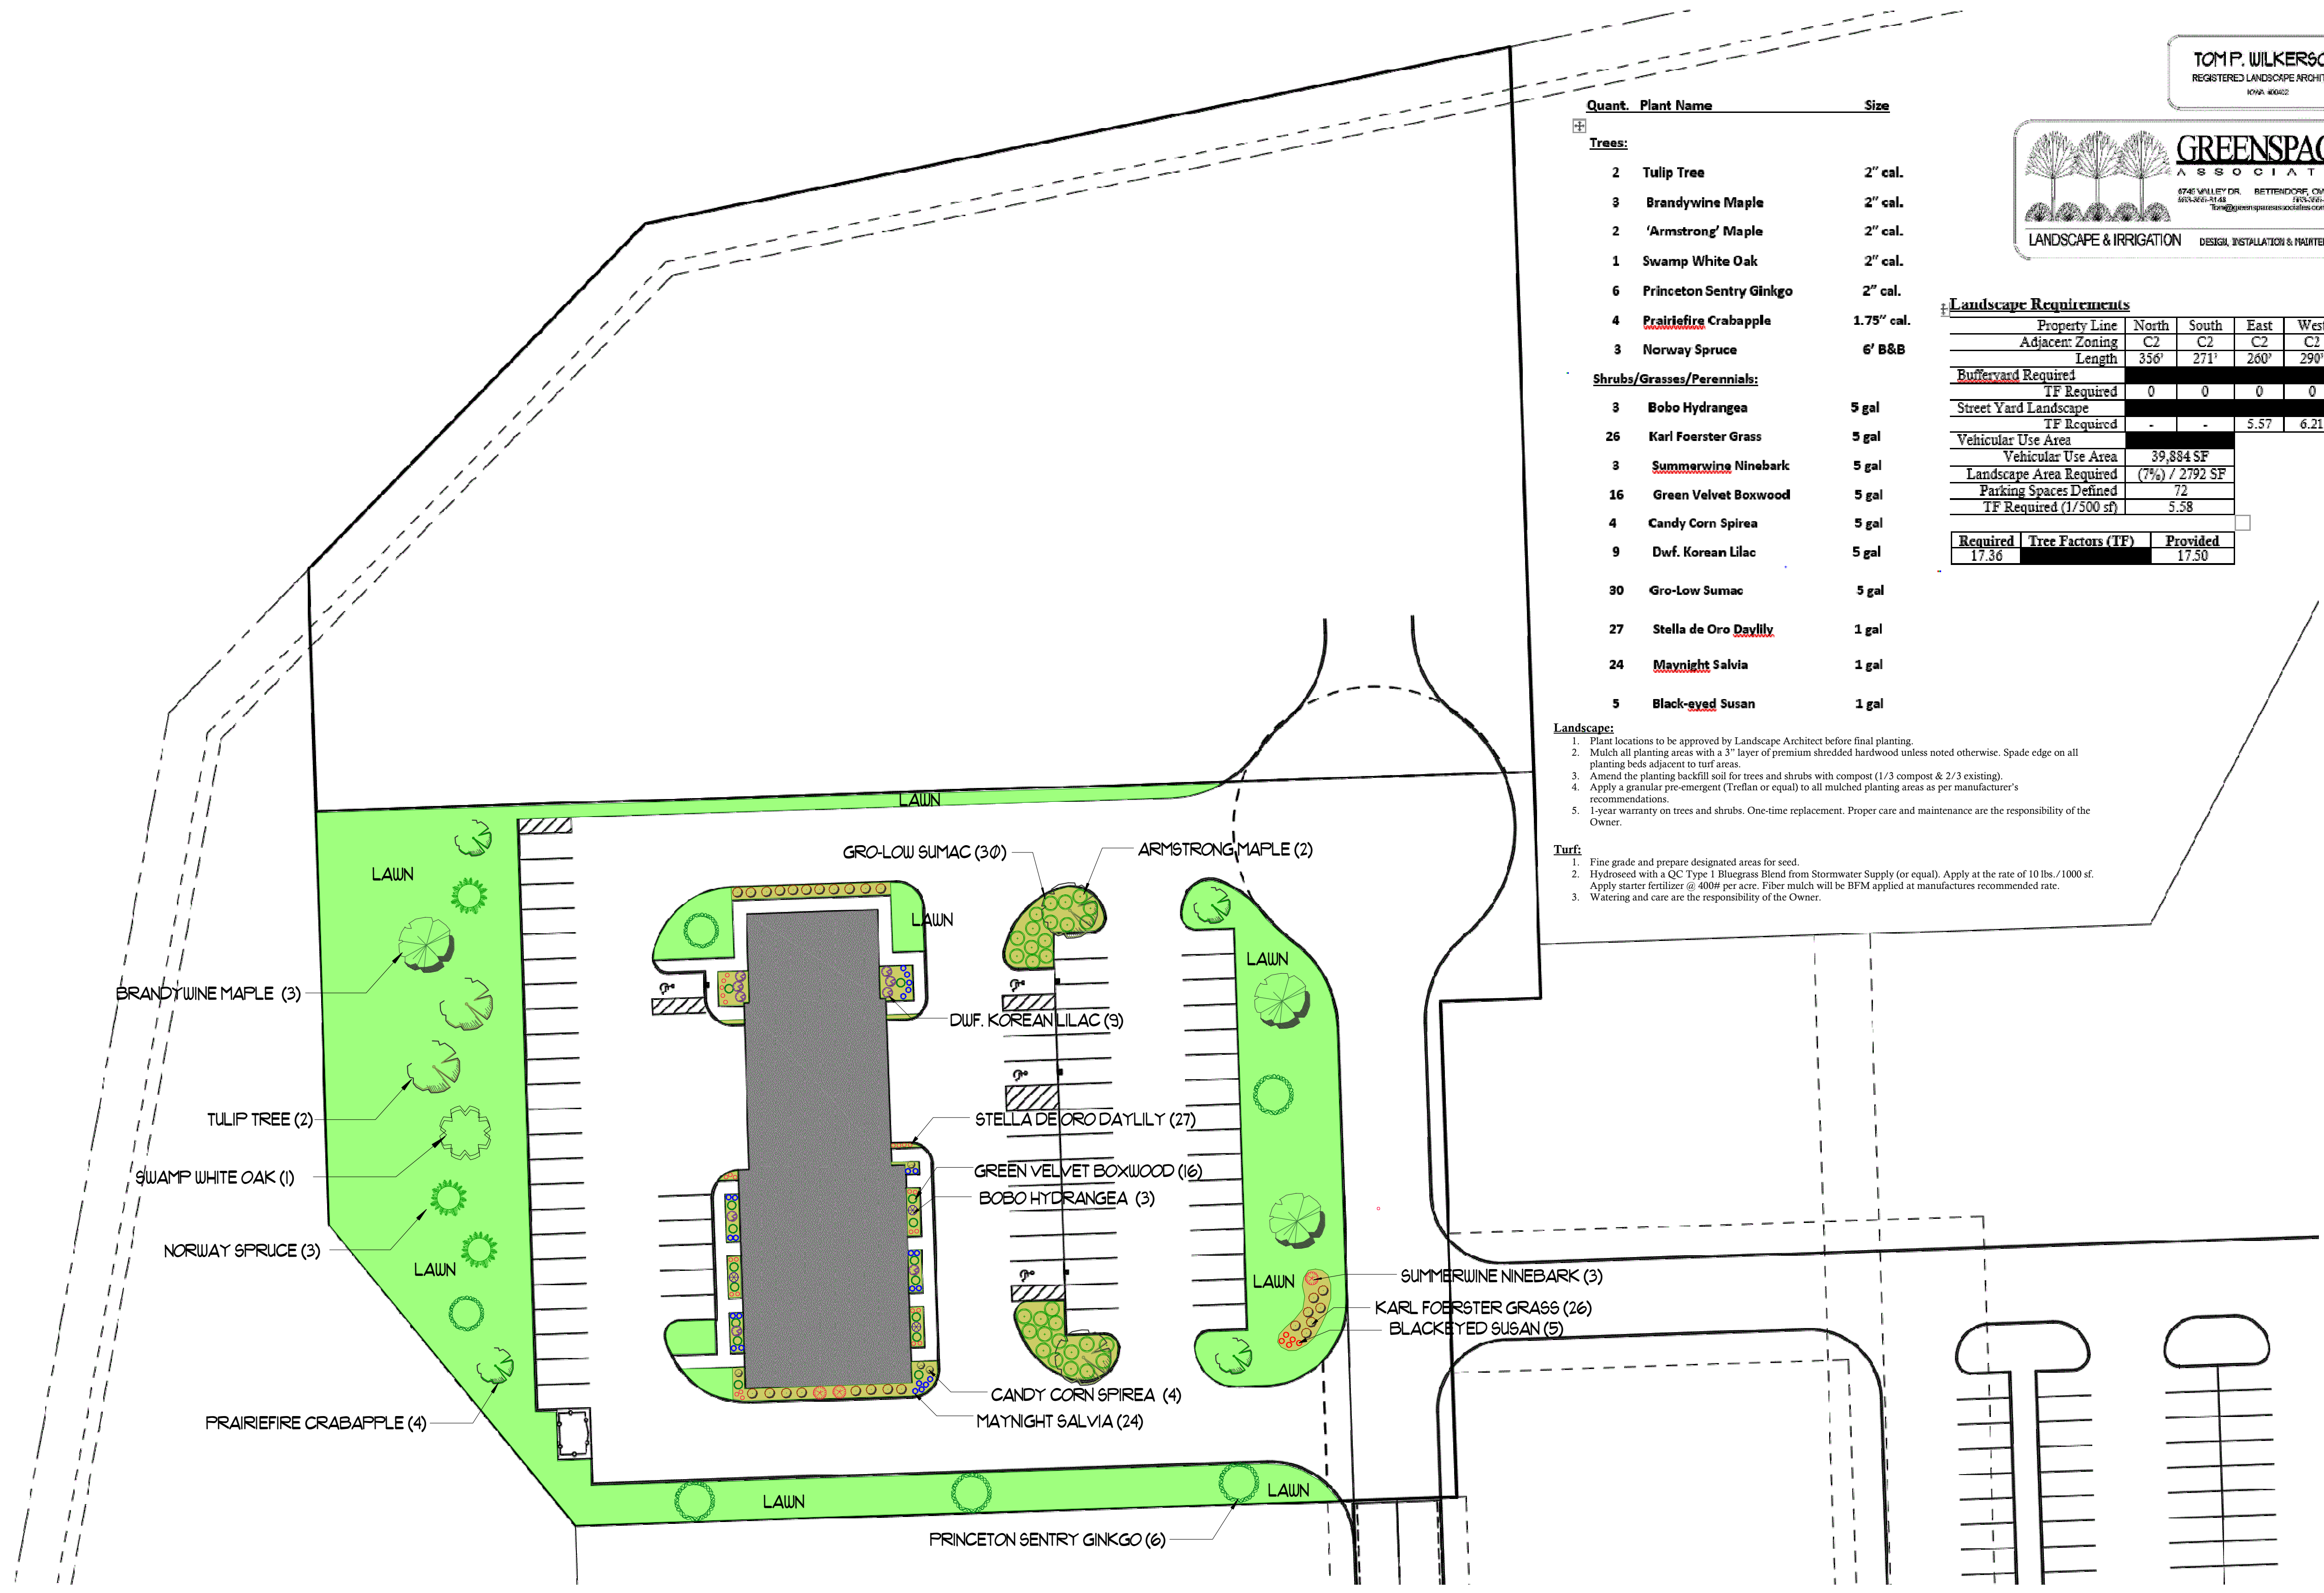 TOM P. WILKERSO
REGISTERED LANDSCAPE ARCHIT
IOWA #00402
GREENSPAC
ASSOCIAT
6745 VALLEY DR. BETTENDORF,
LANDSCAPE & IRRIGATION DESIGN, INSTALLATION & MAINTE
Quant. Plant Name Size
Trees:
2 Tulip Tree 2” cal.
3 Brandywine Maple 2” cal.
2 ‘Armstrong’ Maple 2” cal.
1 Swamp White Oak 2” cal.
6 Princeton Sentry Ginkgo 2” cal.
4 Prairiefire Crabapple 1.75” cal.
3 Norway Spruce 6’ B&B
Shrubs/Grasses/Perennials:
3 Bobo Hydrangea 5 gal
26 Karl Foerster Grass 5 gal
3 Summerwine Ninebark 5 gal
16 Green Velvet Boxwood 5 gal
4 Candy Corn Spirea 5 gal
9 Dwf. Korean Lilac 5 gal
30 Gro-Low Sumac 5 gal
27 Stella de Oro Daylily 1 gal
24 Maynight Salvia 1 gal
5 Black-eyed Susan 1 gal
Landscape Requirements
Property Line North South East West
Adjacent Zoning C2 C2 C2 C2
Length 356' 271' 260' 290'
Bufferyard Required
TF Required 0 0 0 0
Street Yard Landscape
TF Required - - 5.57 6.21
Vehicular Use Area
Vehicular Use Area 39,884 SF
Landscape Area Required (7%) / 2792 SF
Parking Spaces Defined 72
TF Required (1/500 sf) 5.58
Required Tree Factors (TF) Provided
17.36 17.50
Landscape:
1. Plant locations to be approved by Landscape Architect before final planting.
2. Mulch all planting areas with a 3” layer of premium shredded hardwood unless noted otherwise. Spade edge on all
planting beds adjacent to turf areas.
3. Amend the planting backfill soil for trees and shrubs with compost (1/3 compost & 2/3 existing).
4. Apply a granular pre-emergent (Treflan or equal) to all mulched planting areas as per manufacturer’s
recommendations.
5. 1-year warranty on trees and shrubs. One-time replacement. Proper care and maintenance are the responsibility of the
Owner.
Turf:
1. Fine grade and prepare designated areas for seed.
2. Hydroseed with a QC Type 1 Bluegrass Blend from Stormwater Supply (or equal). Apply at the rate of 10 lbs./1000 sf.
Apply starter fertilizer @ 400# per acre. Fiber mulch will be BFM applied at manufactures recommended rate.
3. Watering and care are the responsibility of the Owner.
LAWN
GRO-LOW SUMAC (30)
ARMSTRONG MAPLE (2)
LAWN
LAWN
LAWN
BRANDYWINE MAPLE (3)
DWF. KOREAN LILAC (9)
TULIP TREE (2)
STELLA DE ORO DAYLILY (27)
SWAMP WHITE OAK (1)
GREEN VELVET BOXWOOD (16)
BOBO HYDRANGEA (3)
NORWAY SPRUCE (3)
LAWN
LAWN
SUMMERWINE NINEBARK (3)
KARL FOERSTER GRASS (26)
BLACKEYED SUSAN (5)
CANDY CORN SPIREA (4)
PRAIRIEFIRE CRABAPPLE (4)
MAYNIGHT SALVIA (24)
LAWN
LAWN
PRINCETON SENTRY GINKGO (6)